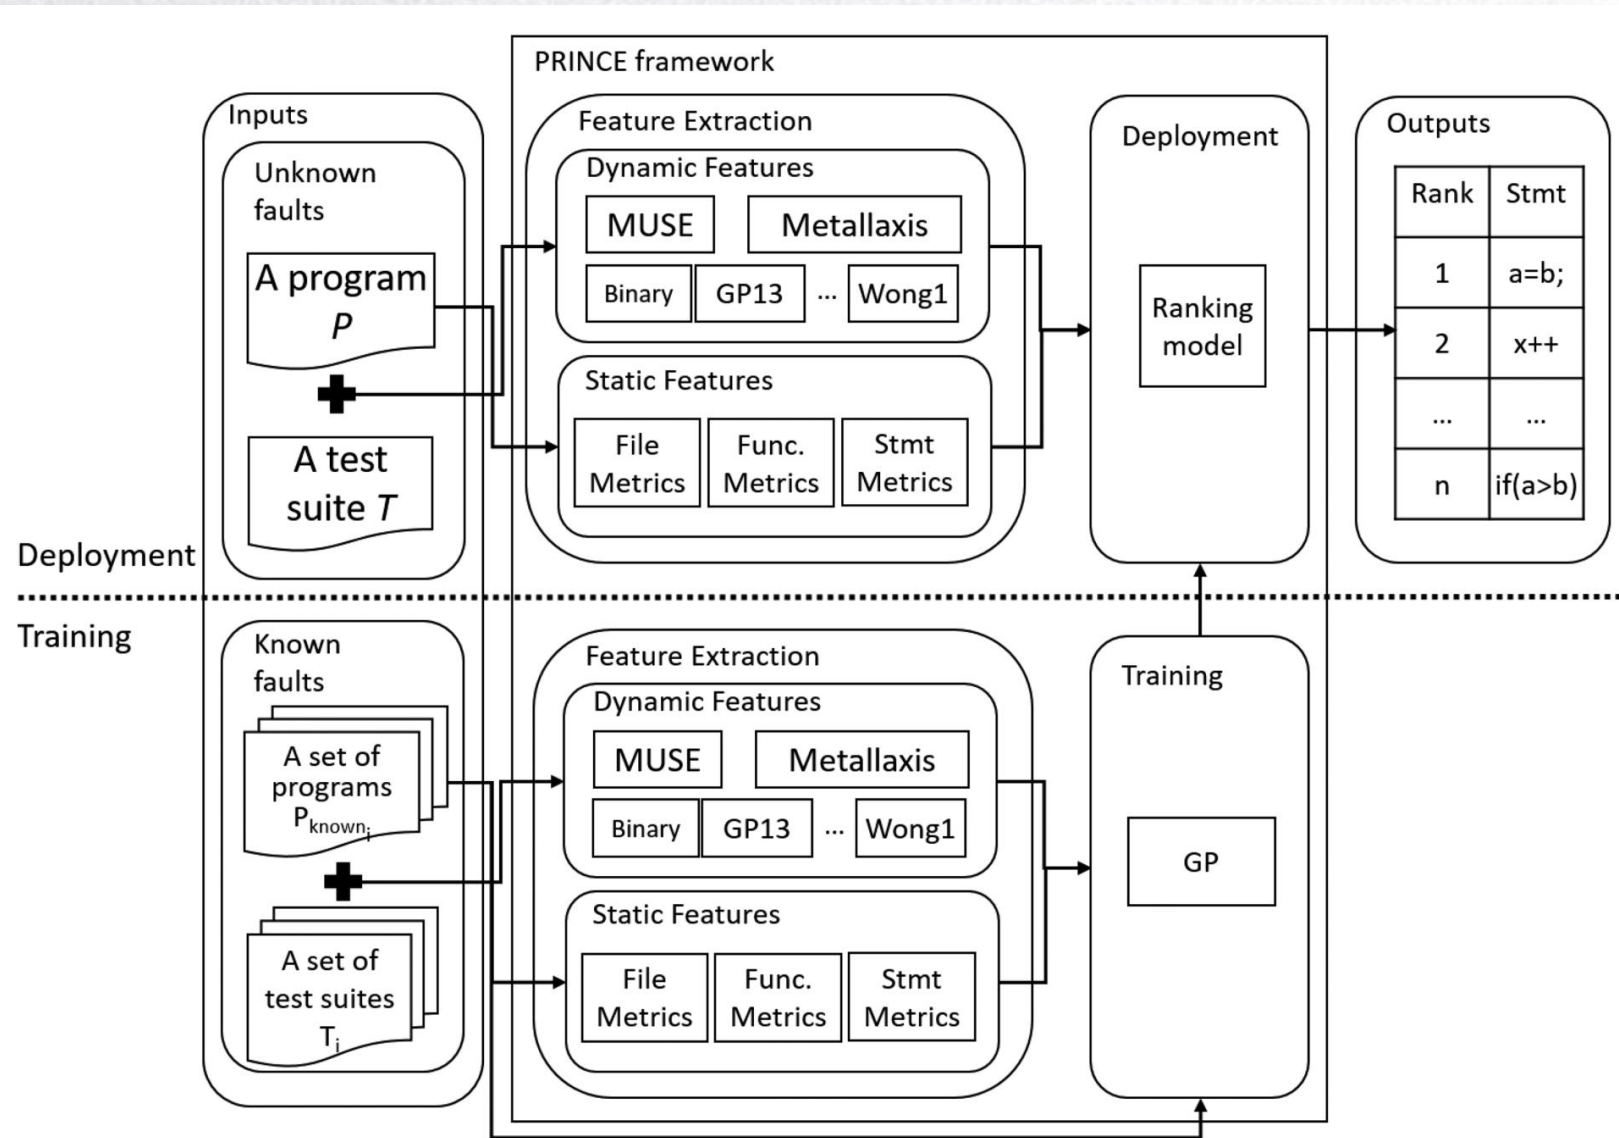 PRINCE framework
Inputs
Unknown
faults
A program
P
A test
suite T
Feature Extraction
Dynamic Features
MUSE
Metallaxis
Binary
GP13
...
Wong1
Static Features
File
Metrics
Func.
Metrics
Stmt
Metrics
Deployment
Ranking
model
Outputs
Rank Stmt
1 a=b;
2 x++
... ...
n if(a>b)
Deployment
Training
Known
faults
A set of
programs
Pknowni
A set of
test suites
Ti
Feature Extraction
Dynamic Features
MUSE
Metallaxis
Binary
GP13
...
Wong1
Static Features
File
Metrics
Func.
Metrics
Stmt
Metrics
Training
GP